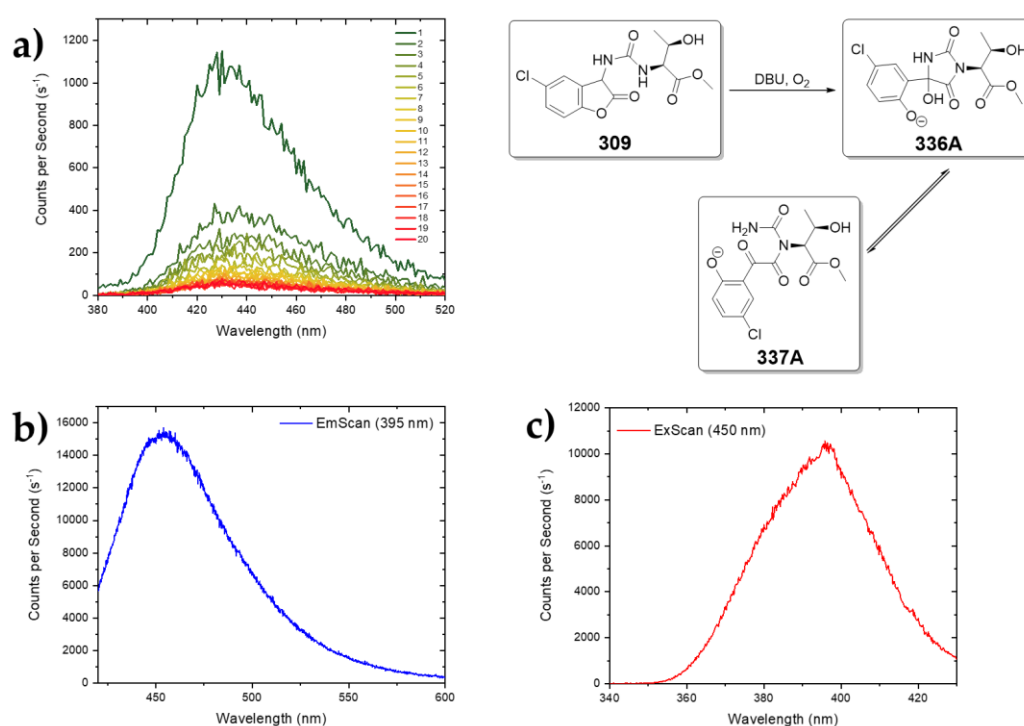 a)
Counts per Second (s⁻¹)
1200
1000
800
600
400
200
0
380 400 420 440 460 480 500 520
Wavelength (nm)
1
2
3
4
5
6
7
8
9
10
11
12
13
14
15
16
17
18
19
20
Cl
HN
O
N
H
OH
O
O
O
O
309
DBU, O₂
Cl
O
HN
N
OH
OH
O
O
O
O⊖
336A
H₂N
O
O
N
OH
⊖O
O
O
O
Cl
337A
b)
Counts per Second (s⁻¹)
16000
14000
12000
10000
8000
6000
4000
2000
0
450 500 550 600
Wavelength (nm)
EmScan (395 nm)
c)
Counts per Second (s⁻¹)
12000
10000
8000
6000
4000
2000
0
340 360 380 400 420
Wavelength (nm)
ExScan (450 nm)